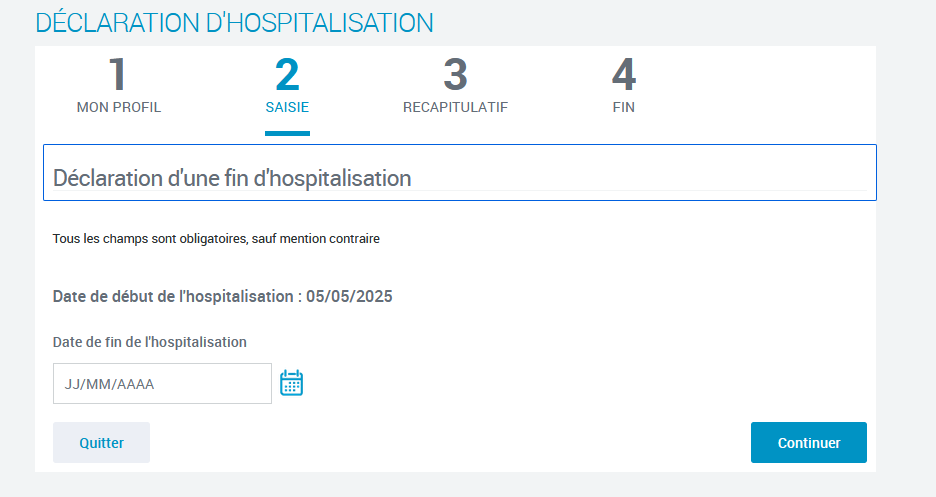 DÉCLARATION D'HOSPITALISATION
1 2 3 4
MON PROFIL SAISIE RECAPITULATIF FIN
Déclaration d'une fin d'hospitalisation
Tous les champs sont obligatoires, sauf mention contraire
Date de début de l'hospitalisation : 05/05/2025
Date de fin de l'hospitalisation
JJ/MM/AAAA
Quitter Continuer